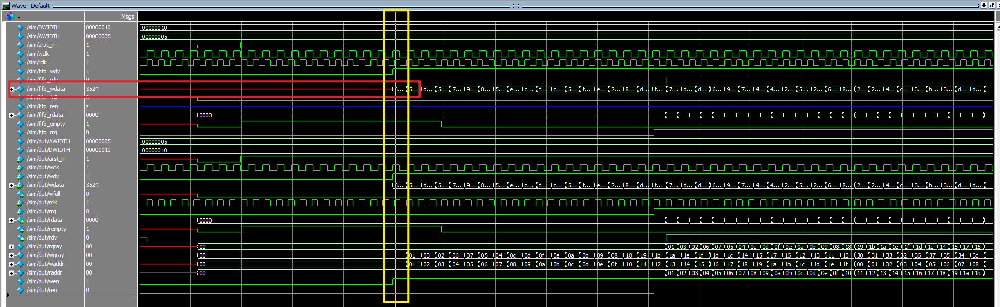 Wave - Default
Msgs
/sim/DWIDTH 00000010 00000010
/sim/AWIDTH 00000005 00000005
/sim/arst_n 1
/sim/wclk 1
/sim/rclk 1
/sim/fifo_wdv 1
/sim/fifo_rdv 0
/sim/fifo_wdata 3524 3... 5... d... 5... 7... 9... 8... 5... e... c... f... c... 5... f... e... 2... 8... d... f... 7... d... d... 6... 9... 7... 4... 2... 2... 6... 8... 2... 2... 4... c... 3... b... 3... d... d...
/sim/fifo_full 0
/sim/fifo_ren z
/sim/fifo_rdata 0000 0000
/sim/fifo_empty 1
/sim/fifo_rrq 0
/sim/dut/AWIDTH 00000005 00000005
/sim/dut/DWIDTH 00000010 00000010
/sim/dut/arst_n 1
/sim/dut/wclk 1
/sim/dut/wdv 1
/sim/dut/wdata 3524 3... 5... d... 5... 7... 9... 8... 5... e... c... f... c... 5... f... e... 2... 8... d... f... 7... d... d... 6... 9... 7... 4... 2... 2... 6... 8... 2... 2... 4... c... 3... b... 3... d... d...
/sim/dut/wfull 0
/sim/dut/rclk 1
/sim/dut/rrq 0
/sim/dut/rdata 0000 0000
/sim/dut/rempty 1
/sim/dut/rdv 0
/sim/dut/rgray 00 00 01 03 02 06 07 05 04 0c 0d 0f 0e 0a 0b 09 08 18 19 1b 1a 1e 1f 1d 1c 14 15 17 16
/sim/dut/wgray 00 00 01 03 02 06 07 05 04 0c 0d 0f 0e 0a 0b 09 08 18 19 1b 1a 1e 1f 1d 1c 14 15 17 16 12 13 11 10 30 31 33 32 36 37 35 34 3c
/sim/dut/waddr 00 00 01 02 03 04 05 06 07 08 09 0a 0b 0c 0d 0e 0f 10 11 12 13 14 15 16 17 18 19 1a 1b 1c 1d 1e 1f 00 01 02 03 04 05 06 07 08
/sim/dut/raddr 00 00 01 02 03 04 05 06 07 08 09 0a 0b 0c 0d 0e 0f 10 11 12 13 14 15 16 17 18 19 1a 1b
/sim/dut/wen 1
/sim/dut/ren 0